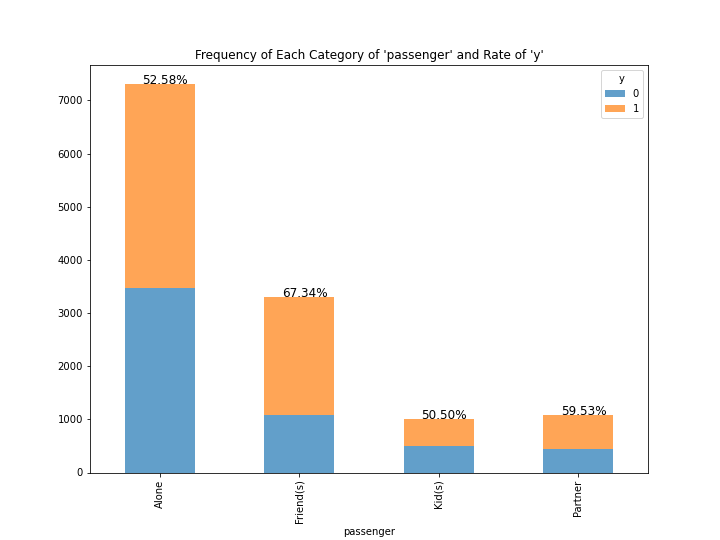 Frequency of Each Category of 'passenger' and Rate of 'y'
y
0
1
7000
6000
5000
4000
3000
2000
1000
0
52.58%
67.34%
50.50%
59.53%
Alone
Friend(s)
Kid(s)
Partner
passenger